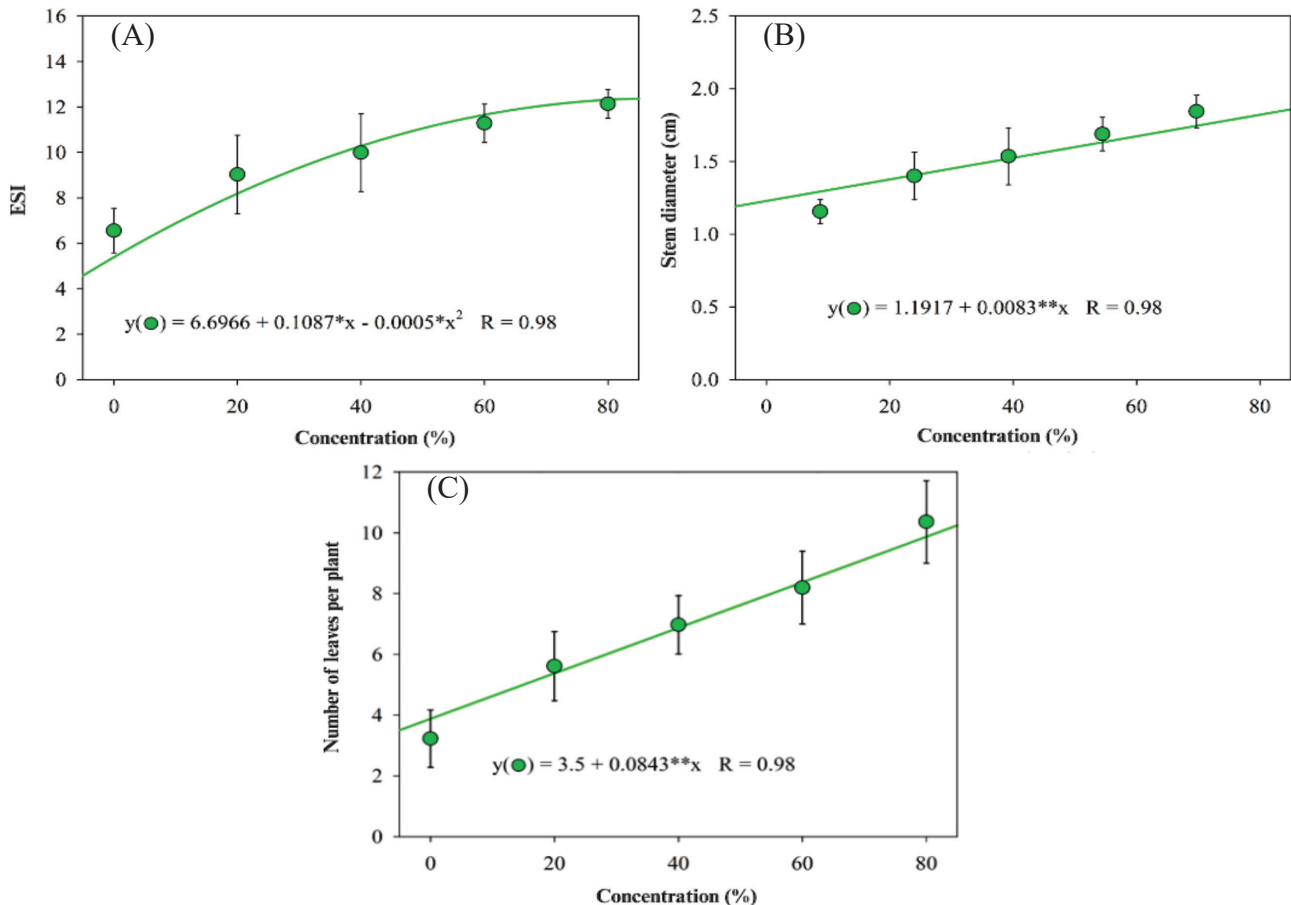 (A)
ESI
16
14
12
10
8
6
4
2
0
y(●) = 6.6966 + 0.1087*x - 0.0005*x² R = 0.98
0 20 40 60 80
Concentration (%)
(B)
Stem diameter (cm)
2.5
2.0
1.5
1.0
0.5
0.0
y(●) = 1.1917 + 0.0083**x R = 0.98
0 20 40 60 80
Concentration (%)
(C)
Number of leaves per plant
12
10
8
6
4
2
0
y(●) = 3.5 + 0.0843**x R = 0.98
0 20 40 60 80
Concentration (%)